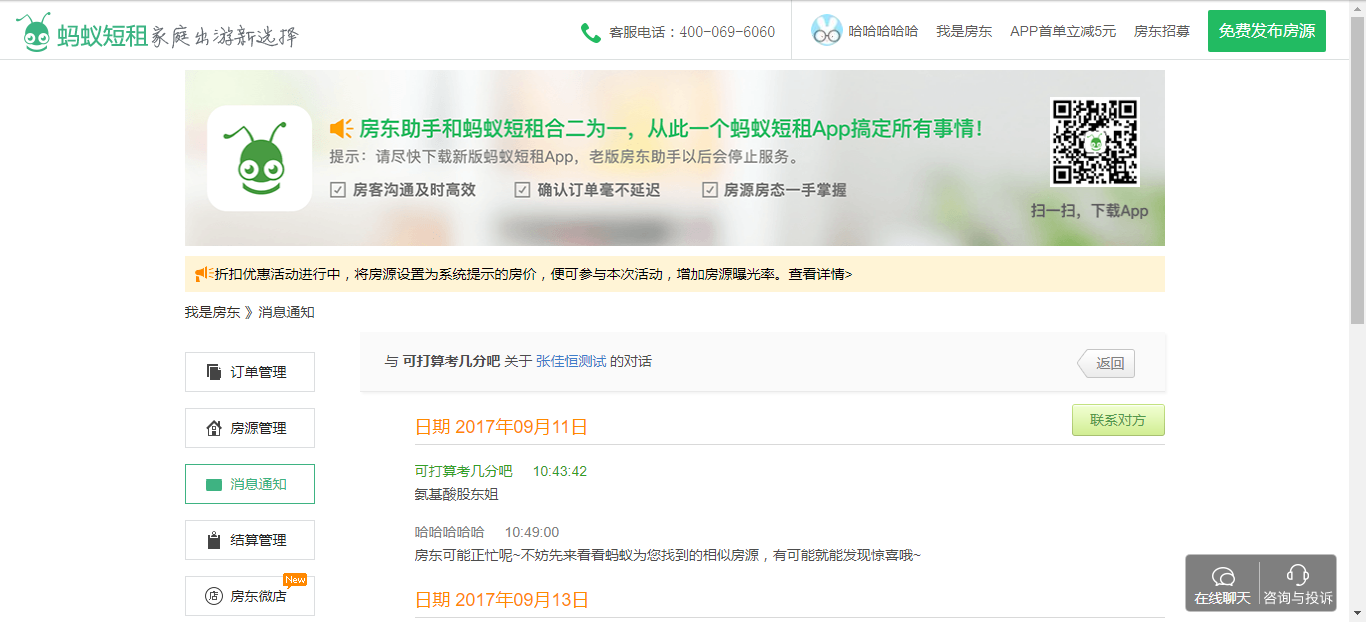 蚂蚁短租 家庭出游新选择
客服电话：400-069-6060
哈哈哈哈哈 我是房东 APP首单立减5元 房东招募 免费发布房源
房东助手和蚂蚁短租合二为一，从此一个蚂蚁短租App搞定所有事情！
提示：请尽快下载新版蚂蚁短租App，老版房东助手以后会停止服务。
房客沟通及时高效 确认订单毫不延迟 房源房态一手掌握
扫一扫，下载App
折扣优惠活动进行中，将房源设置为系统提示的房价，便可参与本次活动，增加房源曝光率。查看详情>
我是房东 》消息通知
订单管理
房源管理
消息通知
结算管理
店 房东微店 New
与 可打算考几分吧 关于 张佳恒测试 的对话
返回
联系对方
日期 2017年09月11日
可打算考几分吧 10:43:42
氨基酸股东姐
哈哈哈哈哈 10:49:00
房东可能正忙呢~不妨先来看看蚂蚁为您找到的相似房源，有可能就能发现惊喜哦~
日期 2017年09月13日
在线聊天 咨询与投诉